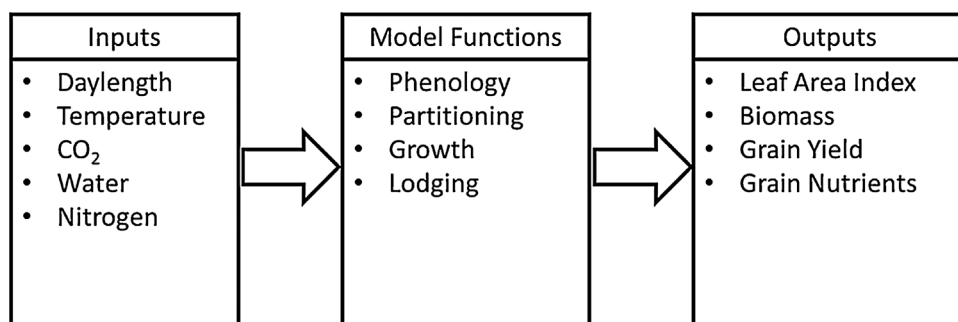 Inputs
• Daylength
• Temperature
• CO₂
• Water
• Nitrogen
Model Functions
• Phenology
• Partitioning
• Growth
• Lodging
Outputs
• Leaf Area Index
• Biomass
• Grain Yield
• Grain Nutrients